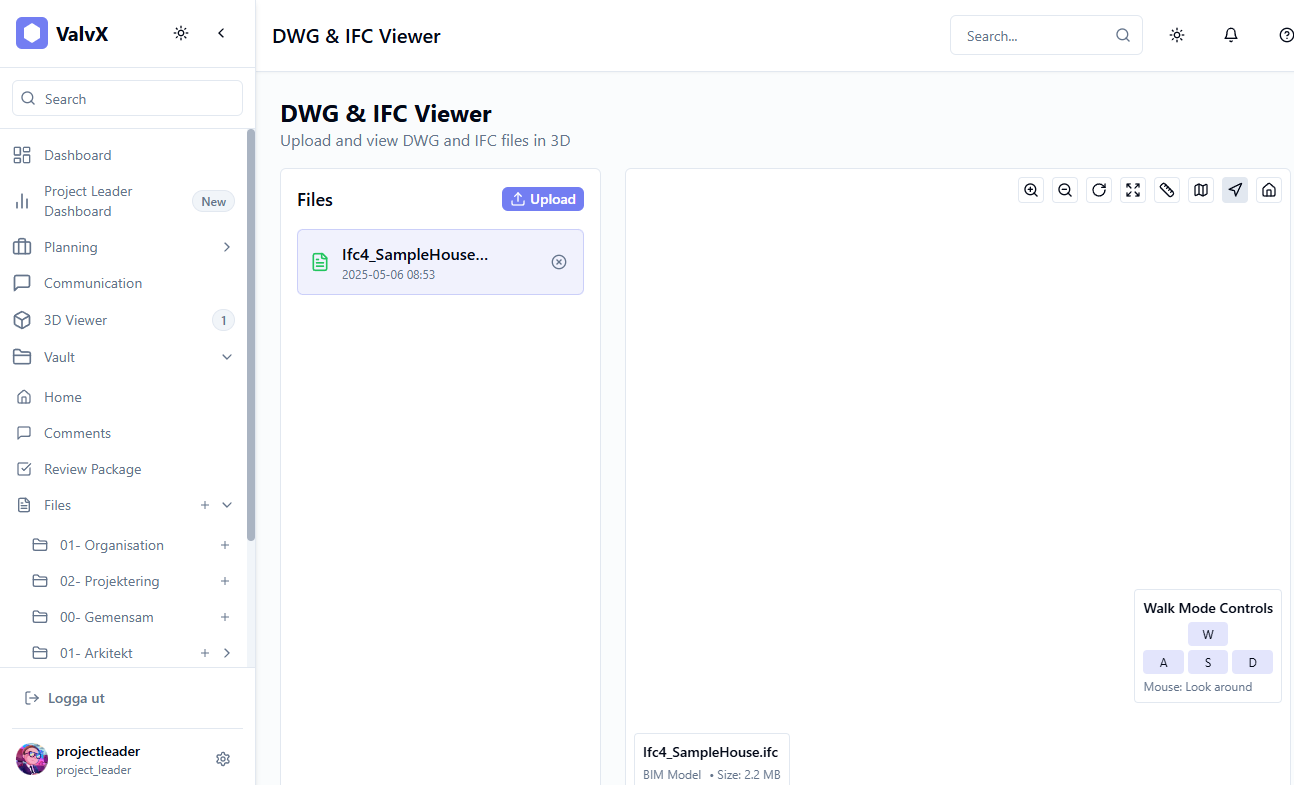 ValvX
DWG & IFC Viewer
Search...
Search
Dashboard
Project Leader
Dashboard
New
Planning
Communication
3D Viewer
1
Vault
Home
Comments
Review Package
Files
01- Organisation
02- Projektering
00- Gemensam
01- Arkitekt
Logga ut
projectleader
project_leader
DWG & IFC Viewer
Upload and view DWG and IFC files in 3D
Files
Upload
Ifc4_SampleHouse...
2025-05-06 08:53
Walk Mode Controls
W
A S D
Mouse: Look around
Ifc4_SampleHouse.ifc
BIM Model • Size: 2.2 MB